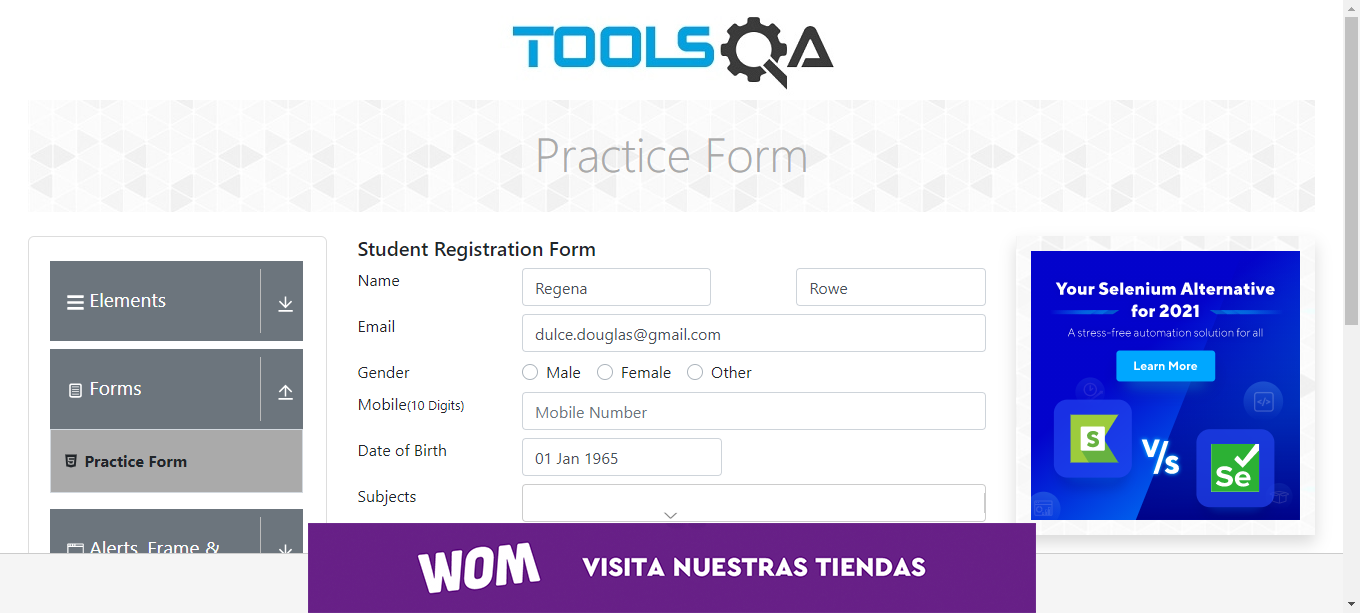 TOOLSQA
Practice Form
Elements
Forms
Practice Form
Alerts, Frame &
Student Registration Form
Name
Regena
Rowe
Email
dulce.douglas@gmail.com
Gender
Male
Female
Other
Mobile(10 Digits)
Mobile Number
Date of Birth
01 Jan 1965
Subjects
Your Selenium Alternative
for 2021
A stress-free automation solution for all
Learn More
S
V/s
Se
WOM
VISITA NUESTRAS TIENDAS